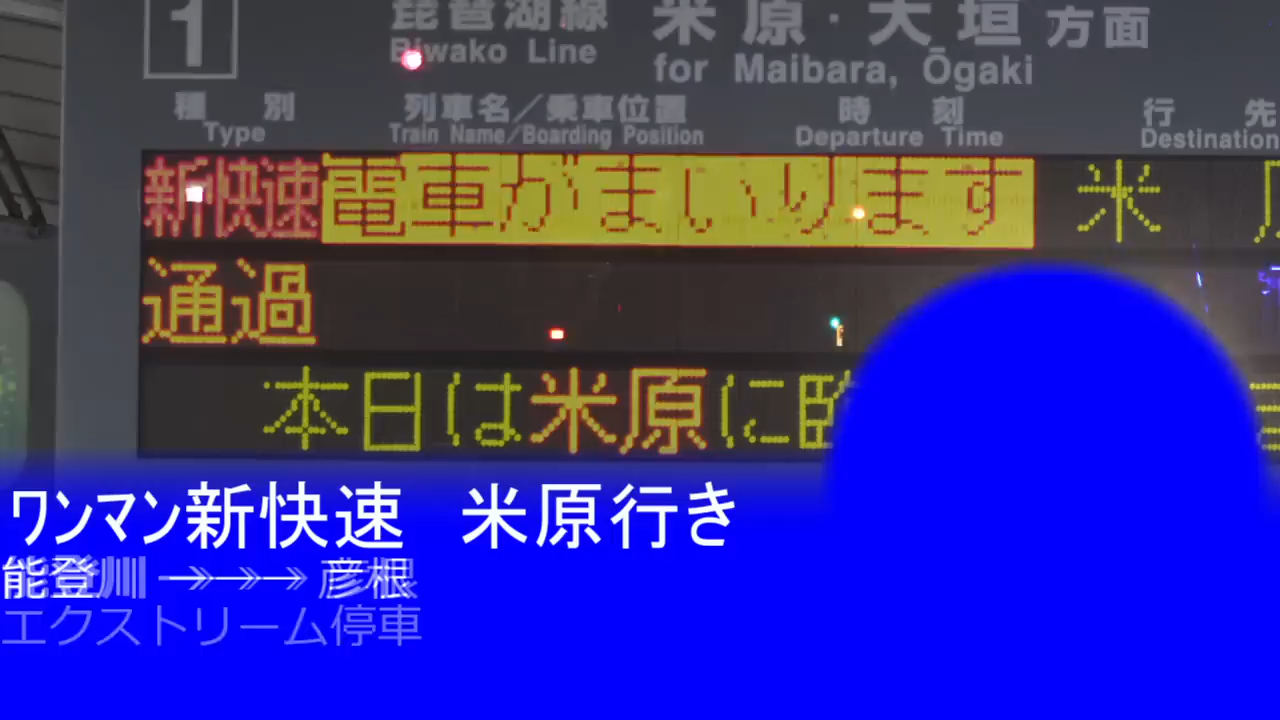 1
琵琶湖線 米原・大垣方面
Biwako Line for Maibara, Ōgaki
種別 列車名／乗車位置 時刻 行先
Type Train Name/Boarding Position Departure Time Destination
新快速 電車がまいります 米
通過
本日は米原に臨
ワンマン新快速 米原行き
能登川→→→彦根
エクストリーム停車